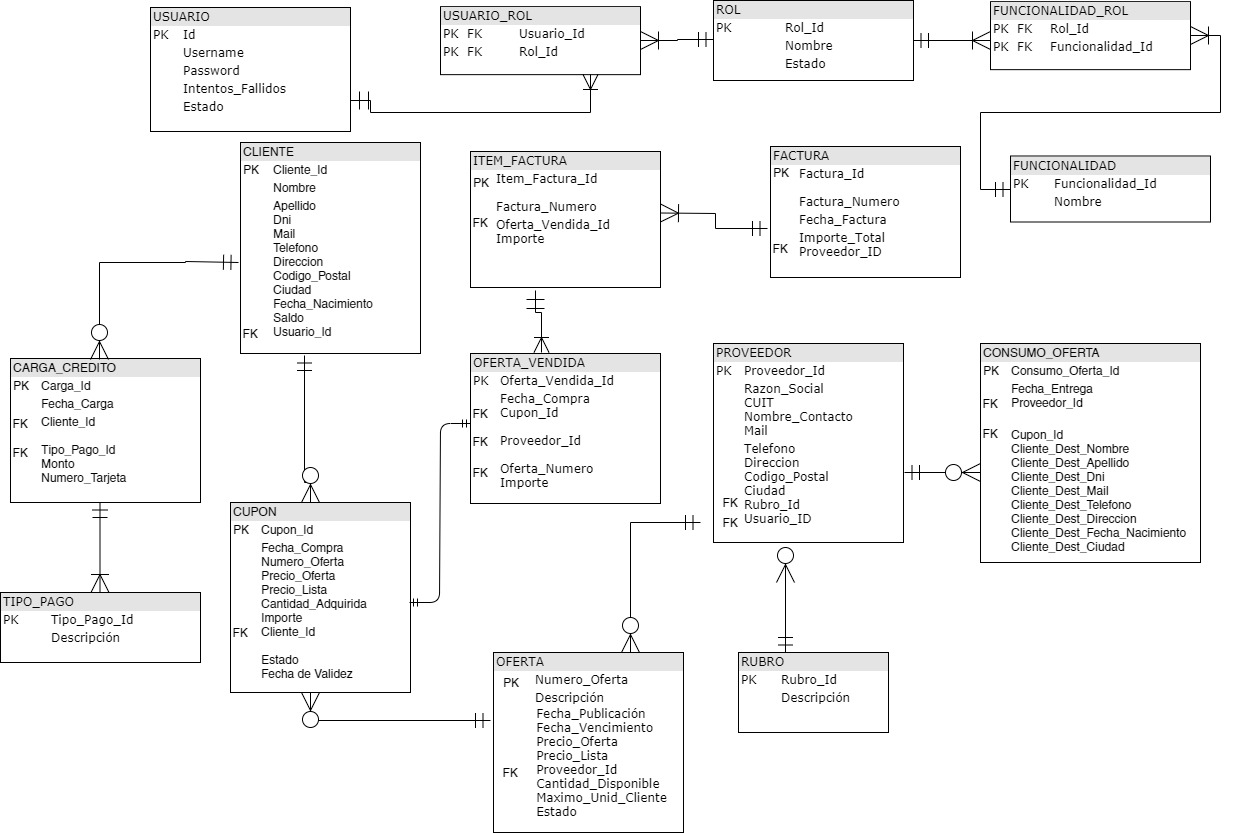 USUARIO
PK Id
Username
Password
Intentos_Fallidos
Estado
USUARIO_ROL
PK FK Usuario_Id
PK FK Rol_Id
ROL
PK Rol_Id
Nombre
Estado
FUNCIONALIDAD_ROL
PK FK Rol_Id
PK FK Funcionalidad_Id
CLIENTE
PK Cliente_Id
Nombre
Apellido
Dni
Mail
Telefono
Direccion
Codigo_Postal
Ciudad
Fecha_Nacimiento
Saldo
FK Usuario_Id
ITEM_FACTURA
PK Item_Factura_Id
Factura_Numero
FK Oferta_Vendida_Id
Importe
FACTURA
PK Factura_Id
Factura_Numero
Fecha_Factura
Importe_Total
FK Proveedor_ID
FUNCIONALIDAD
PK Funcionalidad_Id
Nombre
CARGA_CREDITO
PK Carga_Id
Fecha_Carga
FK Cliente_Id
FK Tipo_Pago_Id
Monto
Numero_Tarjeta
OFERTA_VENDIDA
PK Oferta_Vendida_Id
Fecha_Compra
FK Cupon_Id
FK Proveedor_Id
FK Oferta_Numero
Importe
PROVEEDOR
PK Proveedor_Id
Razon_Social
CUIT
Nombre_Contacto
Mail
Telefono
Direccion
Codigo_Postal
Ciudad
FK Rubro_Id
FK Usuario_ID
CONSUMO_OFERTA
PK Consumo_Oferta_Id
Fecha_Entrega
FK Proveedor_Id
FK Cupon_Id
Cliente_Dest_Nombre
Cliente_Dest_Apellido
Cliente_Dest_Dni
Cliente_Dest_Mail
Cliente_Dest_Telefono
Cliente_Dest_Direccion
Cliente_Dest_Fecha_Nacimiento
Cliente_Dest_Ciudad
TIPO_PAGO
PK Tipo_Pago_Id
Descripción
CUPON
PK Cupon_Id
Fecha_Compra
Numero_Oferta
Precio_Oferta
Precio_Lista
Cantidad_Adquirida
Importe
FK Cliente_Id
Estado
Fecha de Validez
OFERTA
PK Numero_Oferta
Descripción
Fecha_Publicación
Fecha_Vencimiento
Precio_Oferta
Precio_Lista
FK Proveedor_Id
Cantidad_Disponible
Maximo_Unid_Cliente
Estado
RUBRO
PK Rubro_Id
Descripción